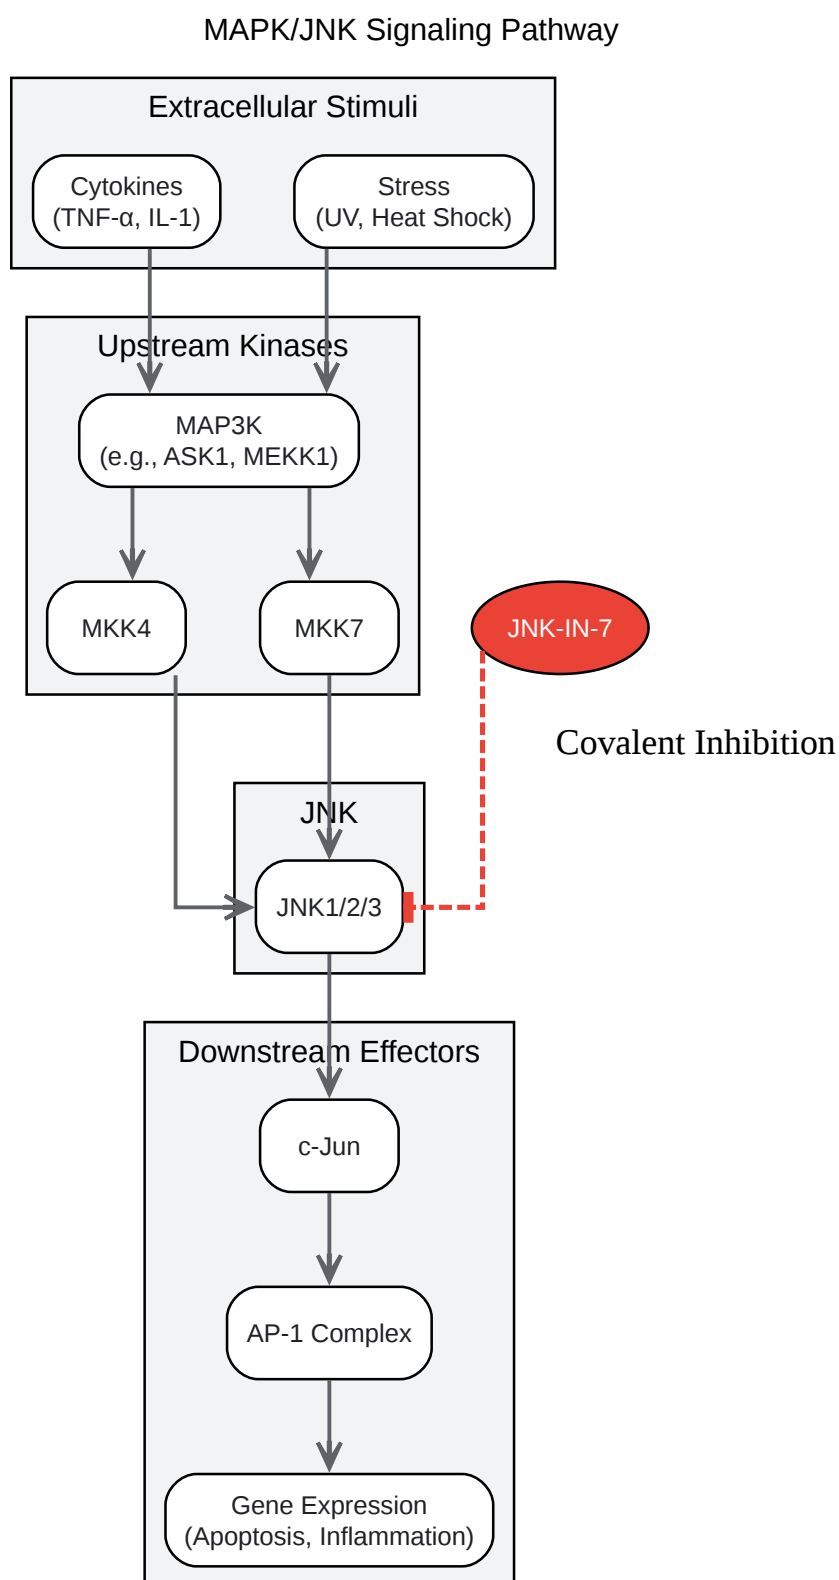 MAPK/JNK Signaling Pathway
Extracellular Stimuli
Cytokines
(TNF-α, IL-1)
Stress
(UV, Heat Shock)
Upstream Kinases
MAP3K
(e.g., ASK1, MEKK1)
MKK4
MKK7
JNK-IN-7
Covalent Inhibition
JNK
JNK1/2/3
Downstream Effectors
c-Jun
AP-1 Complex
Gene Expression
(Apoptosis, Inflammation)